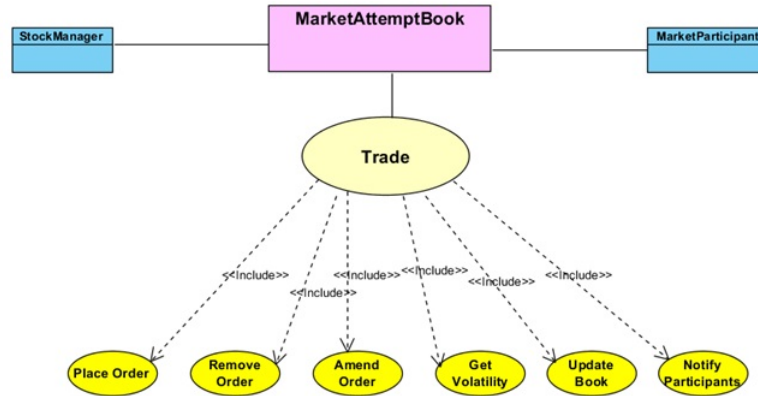 MarketAttemptBook
StockManager
MarketParticipant
Trade
<<Include>>
<<Include>>
<<Include>>
<<Include>>
<<Include>>
<<Include>>
Place Order
Remove
Order
Amend
Order
Get
Volatility
Update
Book
Notify
Participants